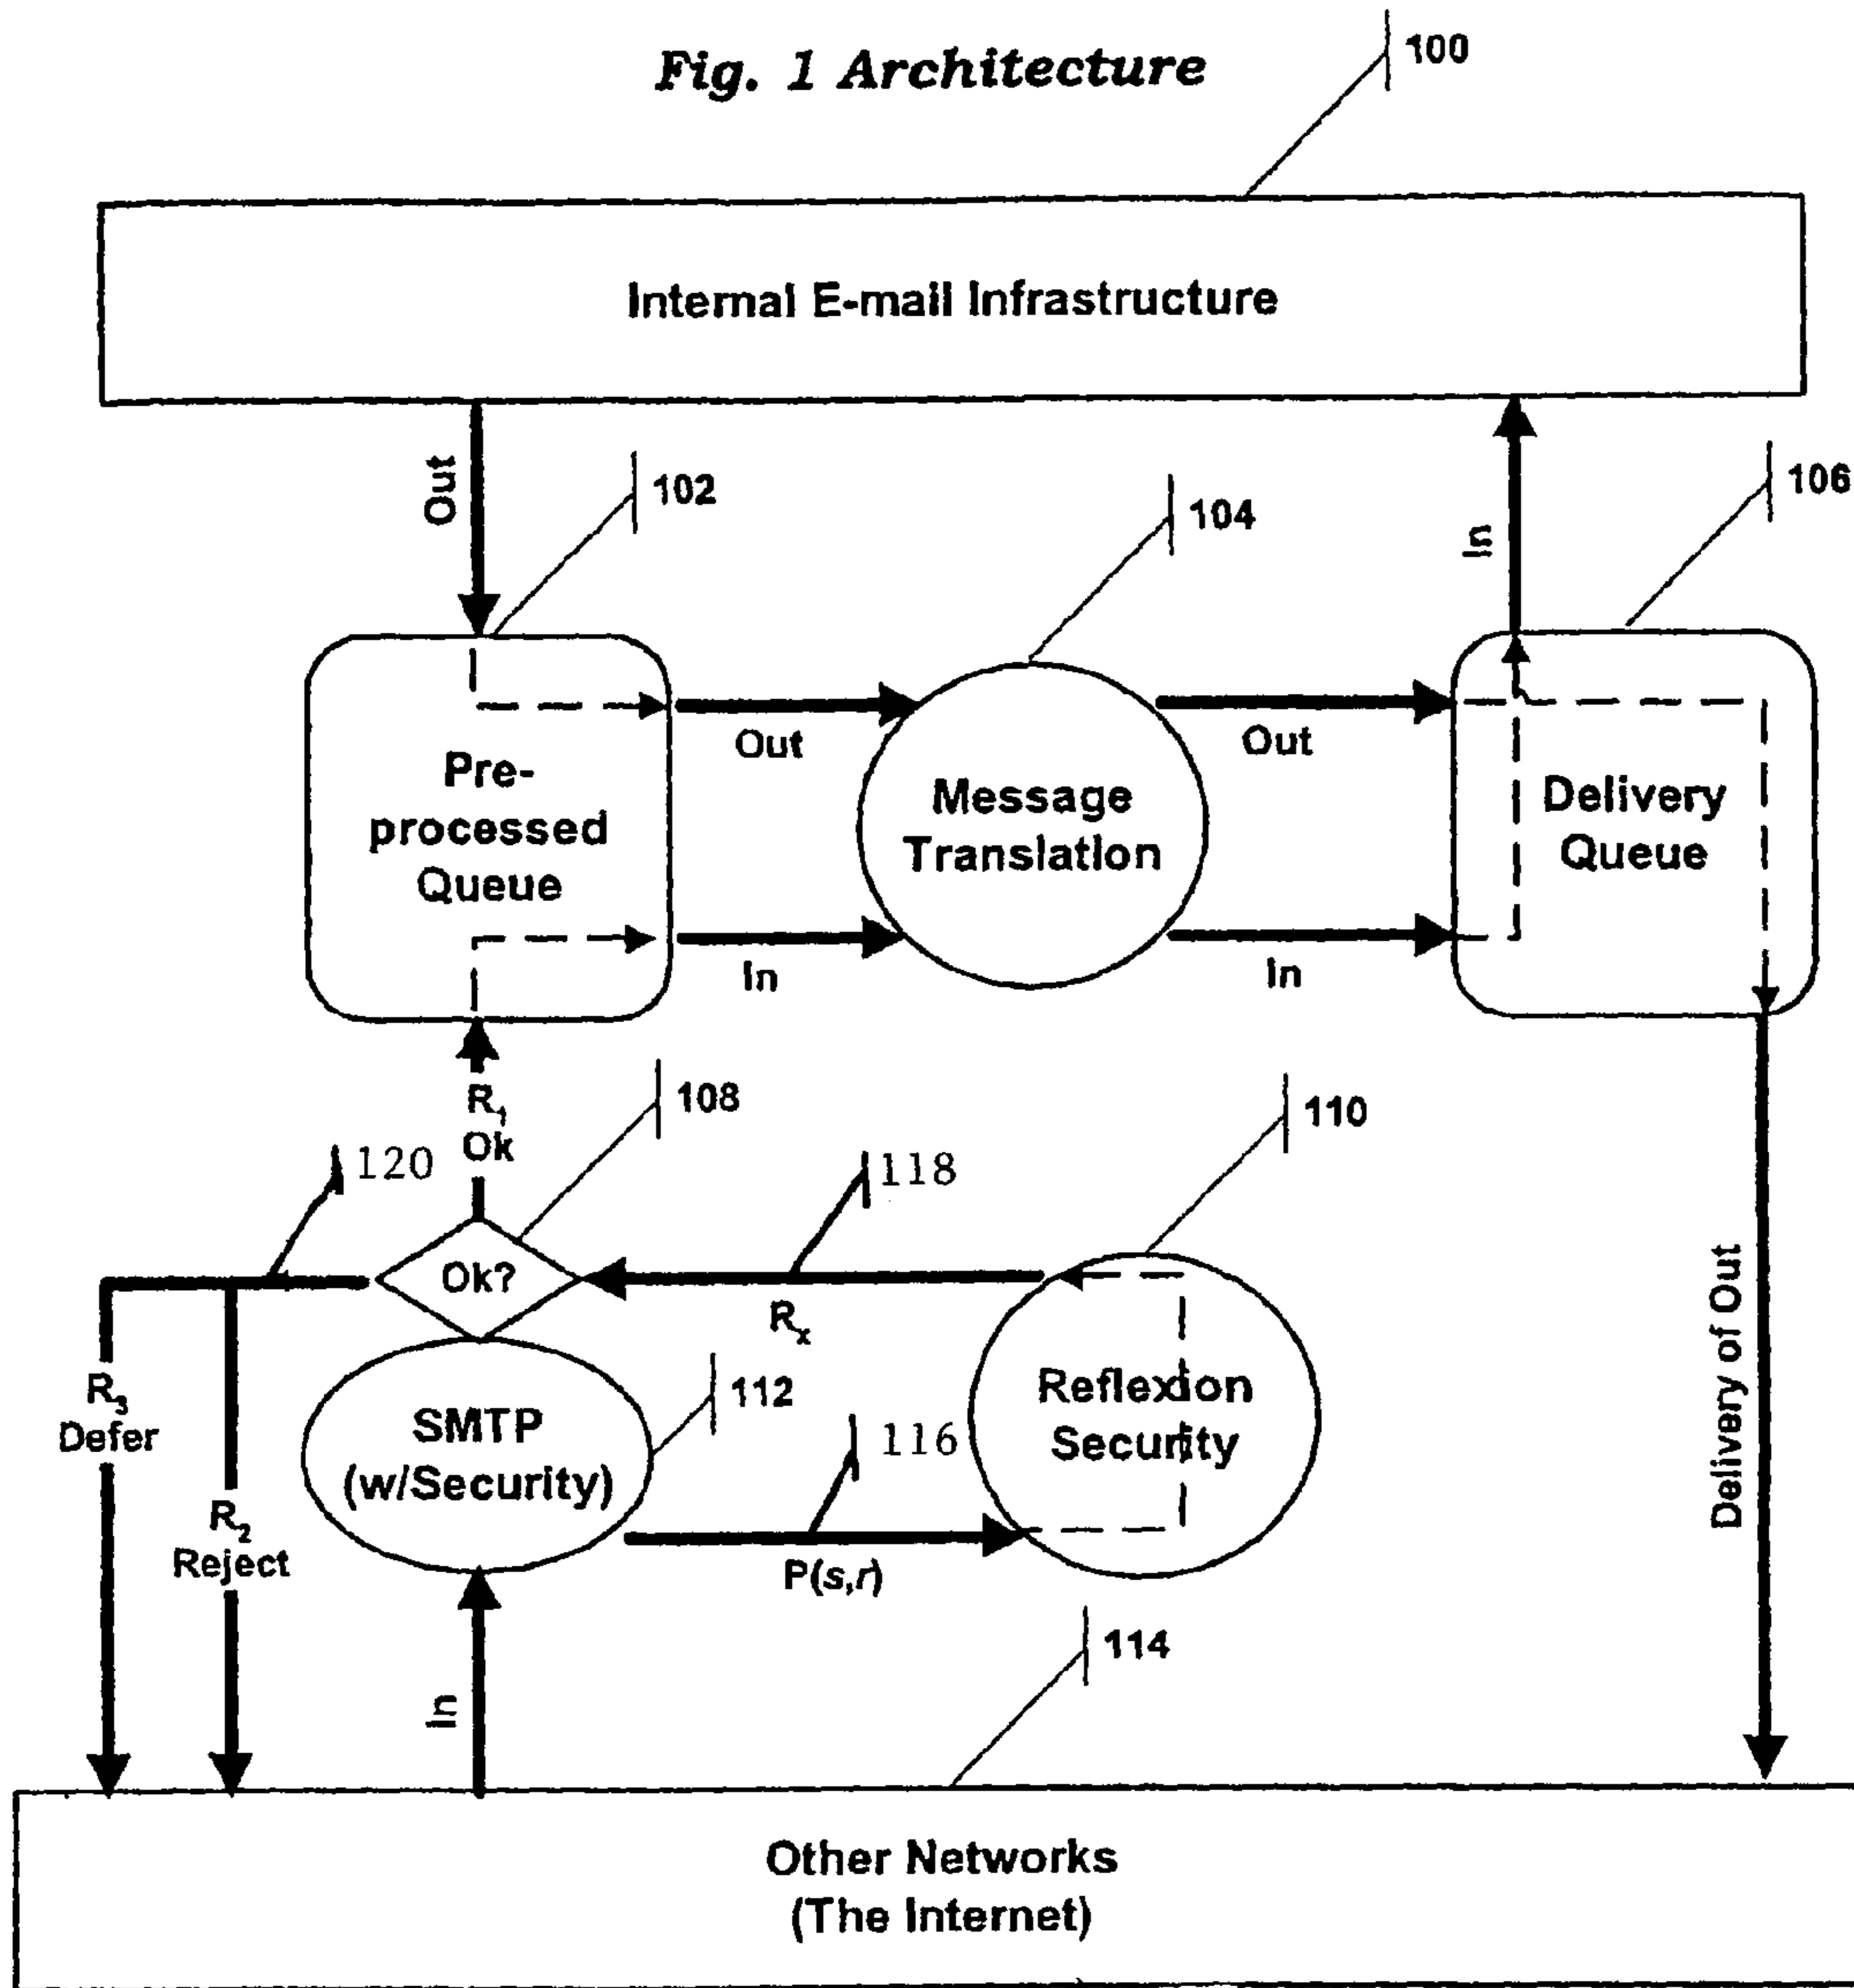 Fig. 1 Architecture
100
Internal E-mail Infrastructure
Out
102
104
In
106
Pre-
processed
Queue
Out
In
Message
Translation
Out
In
Delivery
Queue
R1
Ok
108
110
120
118
Ok?
Rx
R3
Defer
R2
Reject
SMTP
(w/Security)
112
116
P(s,r)
Reflexion
Security
Delivery of Out
In
114
Other Networks
(The Internet)